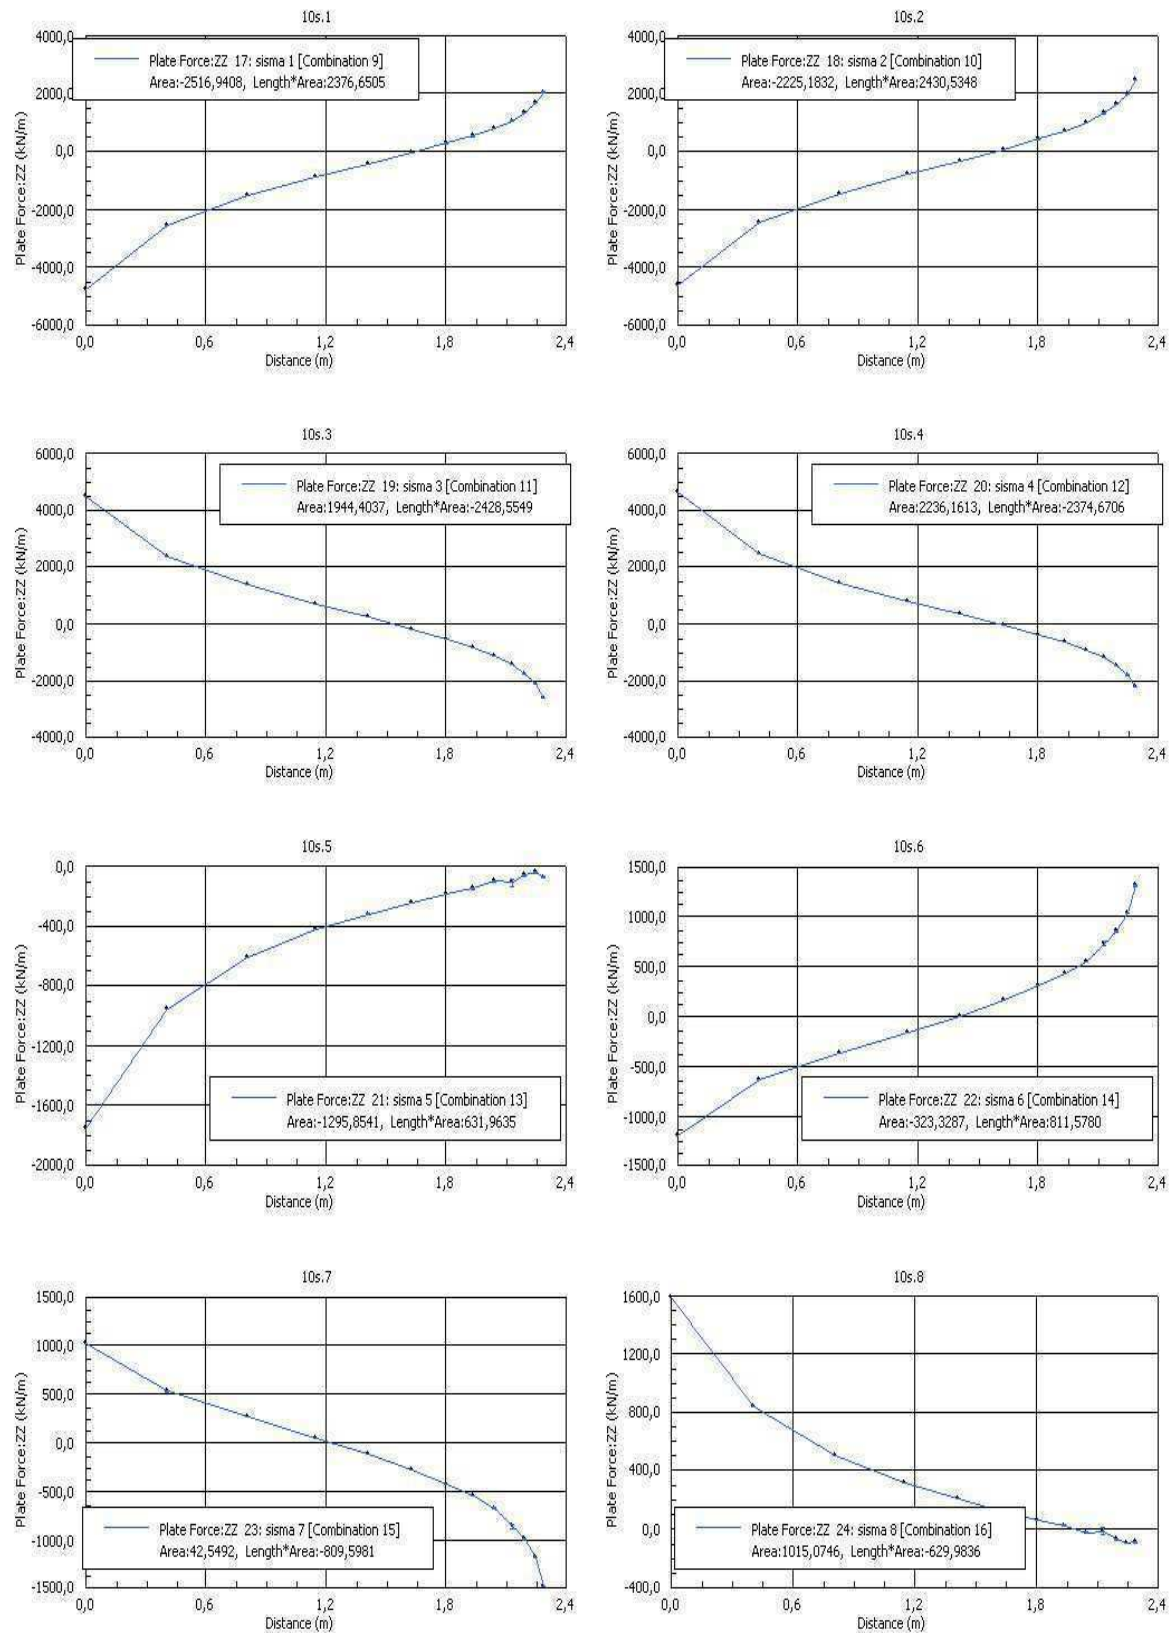 10s.1
4000,0
Plate Force:ZZ 17: sisma 1 [Combination 9]
Area:-2516,9408, Length*Area:2376,6505
2000,0
0,0
-2000,0
-4000,0
-6000,0
Plate Force:ZZ (kN/m)
0,0 0,6 1,2 1,8 2,4
Distance (m)
10s.2
4000,0
Plate Force:ZZ 18: sisma 2 [Combination 10]
Area:-2225,1832, Length*Area:2430,5348
2000,0
0,0
-2000,0
-4000,0
-6000,0
Plate Force:ZZ (kN/m)
0,0 0,6 1,2 1,8 2,4
Distance (m)
10s.3
6000,0
Plate Force:ZZ 19: sisma 3 [Combination 11]
Area:1944,4037, Length*Area:-2428,5549
4000,0
2000,0
0,0
-2000,0
-4000,0
Plate Force:ZZ (kN/m)
0,0 0,6 1,2 1,8 2,4
Distance (m)
10s.4
6000,0
Plate Force:ZZ 20: sisma 4 [Combination 12]
Area:2236,1613, Length*Area:-2374,6706
4000,0
2000,0
0,0
-2000,0
-4000,0
Plate Force:ZZ (kN/m)
0,0 0,6 1,2 1,8 2,4
Distance (m)
10s.5
0,0
-400,0
-800,0
-1200,0
-1600,0
-2000,0
Plate Force:ZZ 21: sisma 5 [Combination 13]
Area:-1295,8541, Length*Area:631,9635
Plate Force:ZZ (kN/m)
0,0 0,6 1,2 1,8 2,4
Distance (m)
10s.6
1500,0
1000,0
500,0
0,0
-500,0
-1000,0
-1500,0
Plate Force:ZZ 22: sisma 6 [Combination 14]
Area:-323,3287, Length*Area:811,5780
Plate Force:ZZ (kN/m)
0,0 0,6 1,2 1,8 2,4
Distance (m)
10s.7
1500,0
1000,0
500,0
0,0
-500,0
-1000,0
-1500,0
Plate Force:ZZ 23: sisma 7 [Combination 15]
Area:42,5492, Length*Area:-809,5981
Plate Force:ZZ (kN/m)
0,0 0,6 1,2 1,8 2,4
Distance (m)
10s.8
1600,0
1200,0
800,0
400,0
0,0
-400,0
Plate Force:ZZ 24: sisma 8 [Combination 16]
Area:1015,0746, Length*Area:-629,9836
Plate Force:ZZ (kN/m)
0,0 0,6 1,2 1,8 2,4
Distance (m)